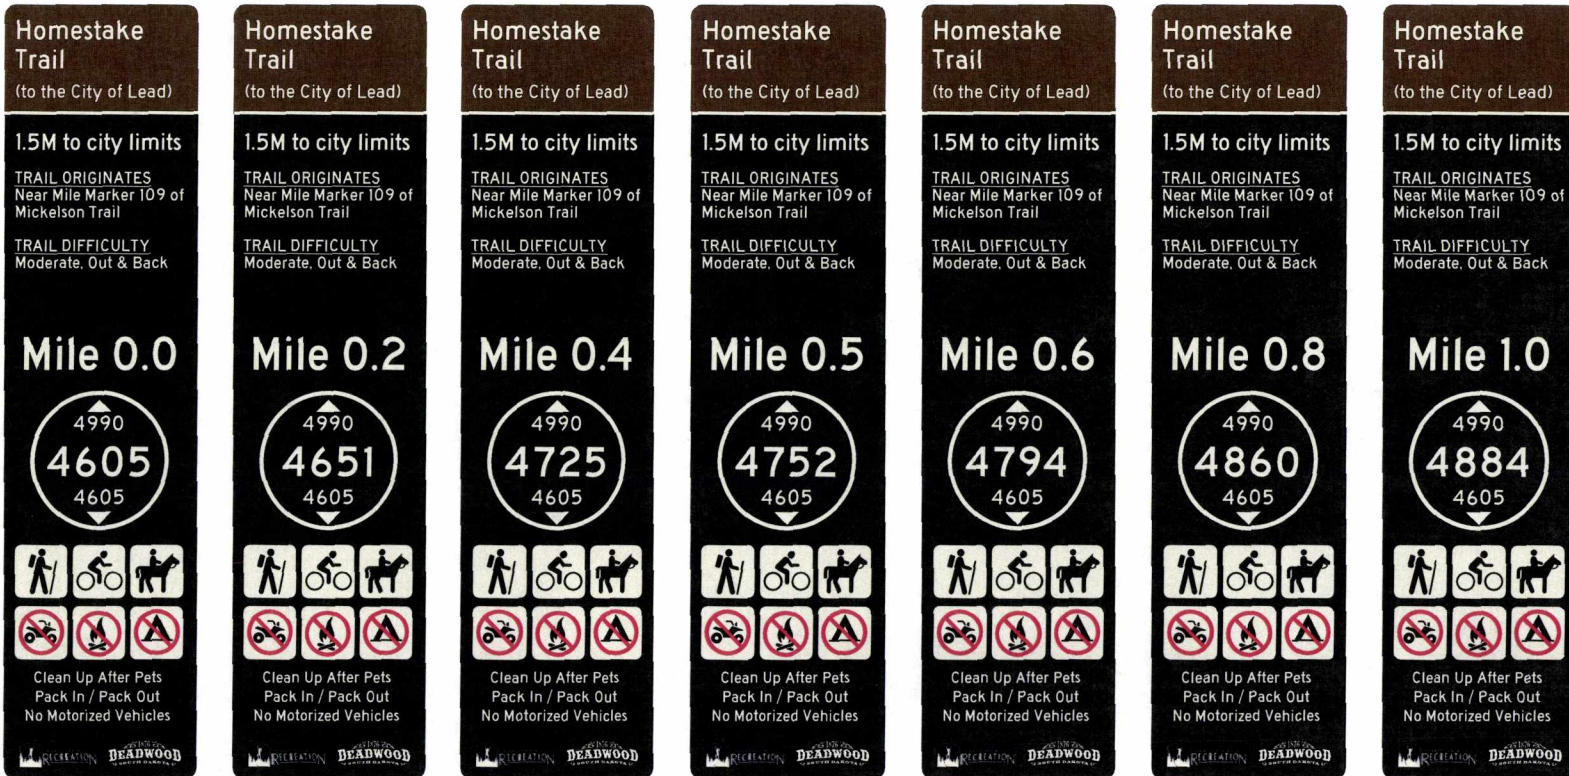 Homestake
Trail
(to the City of Lead)
1.5M to city limits
TRAIL ORIGINATES
Near Mile Marker 109 of
Mickelson Trail
TRAIL DIFFICULTY
Moderate, Out & Back
Mile 0.0
4990
4605
4605
Clean Up After Pets
Pack In / Pack Out
No Motorized Vehicles
RECREATION
DEADWOOD
SOUTH DAKOTA
Homestake
Trail
(to the City of Lead)
1.5M to city limits
TRAIL ORIGINATES
Near Mile Marker 109 of
Mickelson Trail
TRAIL DIFFICULTY
Moderate, Out & Back
Mile 0.2
4990
4651
4605
Clean Up After Pets
Pack In / Pack Out
No Motorized Vehicles
RECREATION
DEADWOOD
SOUTH DAKOTA
Homestake
Trail
(to the City of Lead)
1.5M to city limits
TRAIL ORIGINATES
Near Mile Marker 109 of
Mickelson Trail
TRAIL DIFFICULTY
Moderate, Out & Back
Mile 0.4
4990
4725
4605
Clean Up After Pets
Pack In / Pack Out
No Motorized Vehicles
RECREATION
DEADWOOD
SOUTH DAKOTA
Homestake
Trail
(to the City of Lead)
1.5M to city limits
TRAIL ORIGINATES
Near Mile Marker 109 of
Mickelson Trail
TRAIL DIFFICULTY
Moderate, Out & Back
Mile 0.5
4990
4752
4605
Clean Up After Pets
Pack In / Pack Out
No Motorized Vehicles
RECREATION
DEADWOOD
SOUTH DAKOTA
Homestake
Trail
(to the City of Lead)
1.5M to city limits
TRAIL ORIGINATES
Near Mile Marker 109 of
Mickelson Trail
TRAIL DIFFICULTY
Moderate, Out & Back
Mile 0.6
4990
4794
4605
Clean Up After Pets
Pack In / Pack Out
No Motorized Vehicles
RECREATION
DEADWOOD
SOUTH DAKOTA
Homestake
Trail
(to the City of Lead)
1.5M to city limits
TRAIL ORIGINATES
Near Mile Marker 109 of
Mickelson Trail
TRAIL DIFFICULTY
Moderate, Out & Back
Mile 0.8
4990
4860
4605
Clean Up After Pets
Pack In / Pack Out
No Motorized Vehicles
RECREATION
DEADWOOD
SOUTH DAKOTA
Homestake
Trail
(to the City of Lead)
1.5M to city limits
TRAIL ORIGINATES
Near Mile Marker 109 of
Mickelson Trail
TRAIL DIFFICULTY
Moderate, Out & Back
Mile 1.0
4990
4884
4605
Clean Up After Pets
Pack In / Pack Out
No Motorized Vehicles
RECREATION
DEADWOOD
SOUTH DAKOTA